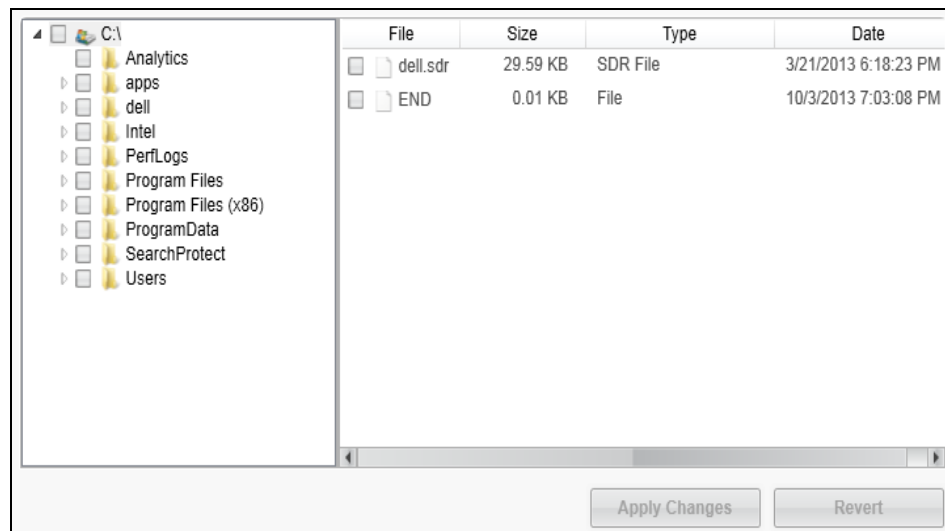 C:\
Analytics
apps
dell
Intel
PerfLogs
Program Files
Program Files (x86)
ProgramData
SearchProtect
Users
File Size Type Date
dell.sdr 29.59 KB SDR File 3/21/2013 6:18:23 PM
END 0.01 KB File 10/3/2013 7:03:08 PM
Apply Changes Revert